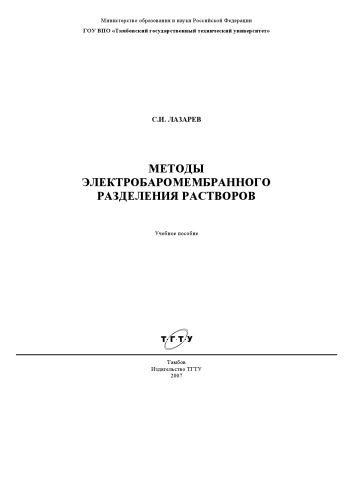 Министерство образования и науки Российской Федерации
ГОУ ВПО «Тамбовский государственный технический университет»
С.И. ЛАЗАРЕВ
МЕТОДЫ
ЭЛЕКТРОБАРОМЕМБРАННОГО
РАЗДЕЛЕНИЯ РАСТВОРОВ
Учебное пособие
Т·Г·Т·У
Тамбов
Издательство ТГТУ
2007